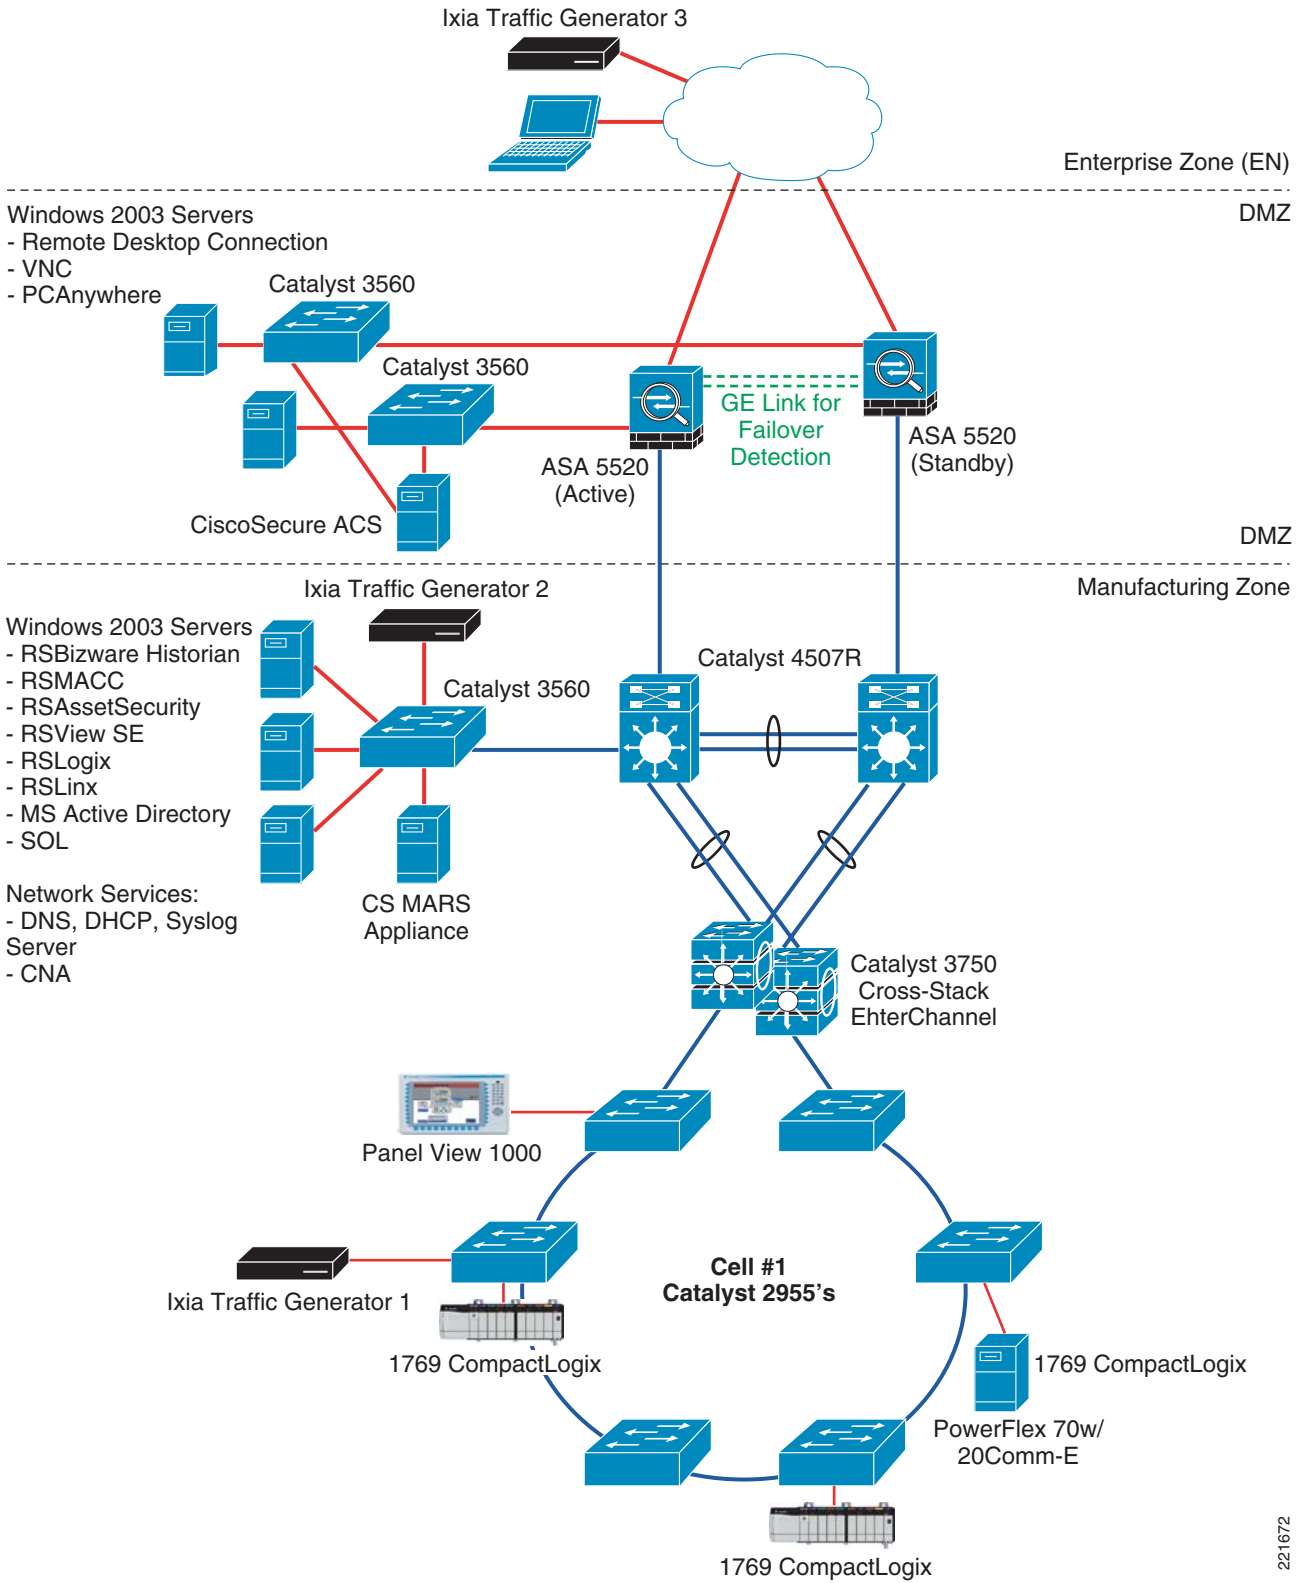 Ixia Traffic Generator 3
Enterprise Zone (EN)
DMZ
Windows 2003 Servers
- Remote Desktop Connection
- VNC
- PCAnywhere
Catalyst 3560
Catalyst 3560
GE Link for
Failover
Detection
ASA 5520
(Standby)
ASA 5520
(Active)
CiscoSecure ACS
DMZ
Manufacturing Zone
Ixia Traffic Generator 2
Windows 2003 Servers
- RSBizware Historian
- RSMACC
- RSAssetSecurity
- RSView SE
- RSLogix
- RSLinx
- MS Active Directory
- SOL
Network Services:
- DNS, DHCP, Syslog
Server
- CNA
Catalyst 3560
Catalyst 4507R
CS MARS
Appliance
Catalyst 3750
Cross-Stack
EhterChannel
Panel View 1000
Cell #1
Catalyst 2955's
Ixia Traffic Generator 1
1769 CompactLogix
1769 CompactLogix
PowerFlex 70w/
20Comm-E
1769 CompactLogix
221672